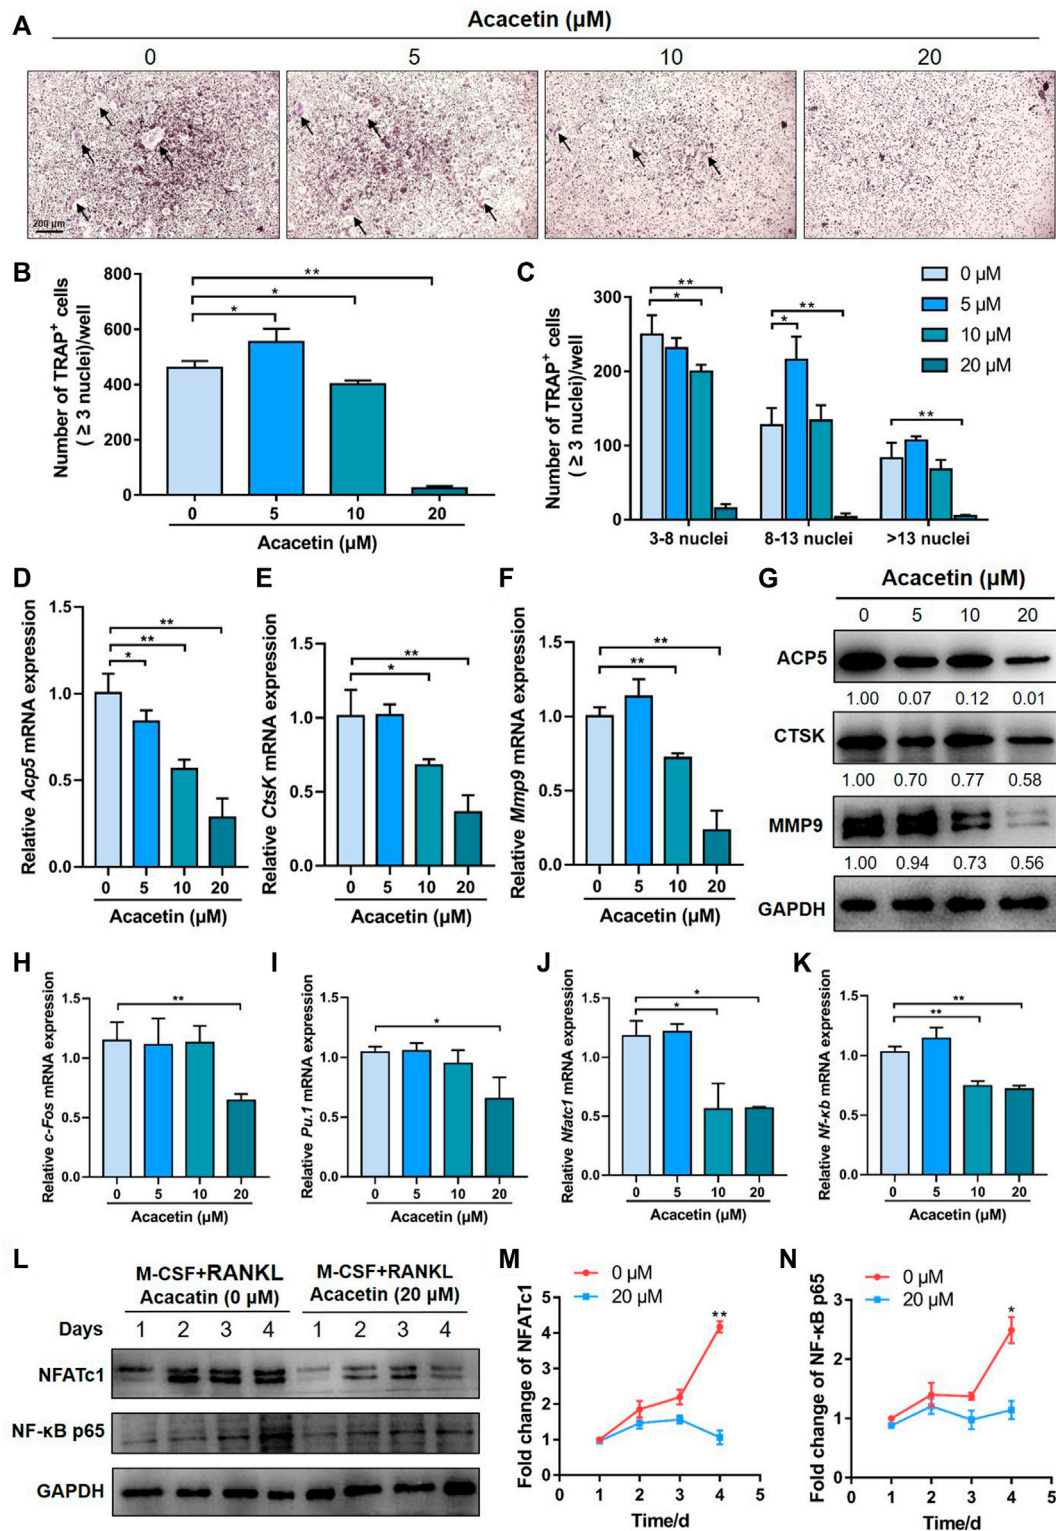 A
Acacetin (μM)
0 5 10 20
200 μm
B
Number of TRAP+ cells
( ≥ 3 nuclei)/well
800
600
400
200
0
** 
*
*
0 5 10 20
Acacetin (μM)
C
Number of TRAP+ cells
( ≥ 3 nuclei)/well
300
200
100
0
**
*
**
*
**
3-8 nuclei 8-13 nuclei >13 nuclei
0 μM
5 μM
10 μM
20 μM
D
Relative Acp5 mRNA expression
1.5
1.0
0.5
0.0
**
**
*
0 5 10 20
Acacetin (μM)
E
Relative CtsK mRNA expression
1.5
1.0
0.5
0.0
**
*
0 5 10 20
Acacetin (μM)
F
Relative Mmp9 mRNA expression
1.5
1.0
0.5
0.0
**
**
0 5 10 20
Acacetin (μM)
G
Acacetin (μM)
0 5 10 20
ACP5
1.00 0.07 0.12 0.01
CTSK
1.00 0.70 0.77 0.58
MMP9
1.00 0.94 0.73 0.56
GAPDH
H
Relative c-Fos mRNA expression
1.5
1.0
0.5
0.0
**
0 5 10 20
Acacetin (μM)
I
Relative Pu.1 mRNA expression
1.5
1.0
0.5
0.0
*
0 5 10 20
Acacetin (μM)
J
Relative Nfatc1 mRNA expression
1.5
1.0
0.5
0.0
*
*
0 5 10 20
Acacetin (μM)
K
Relative Nf-κb mRNA expression
1.5
1.0
0.5
0.0
**
**
0 5 10 20
Acacetin (μM)
L
M-CSF+RANKL M-CSF+RANKL
Acacatin (0 μM) Acacetin (20 μM)
Days 1 2 3 4 1 2 3 4
NFATc1
NF-κB p65
GAPDH
M
0 μM
20 μM
Fold change of NFATc1
5
4
3
2
1
0
**
0 1 2 3 4 5
Time/d
N
0 μM
20 μM
Fold change of NF-κB p65
3
2
1
0
*
0 1 2 3 4 5
Time/d